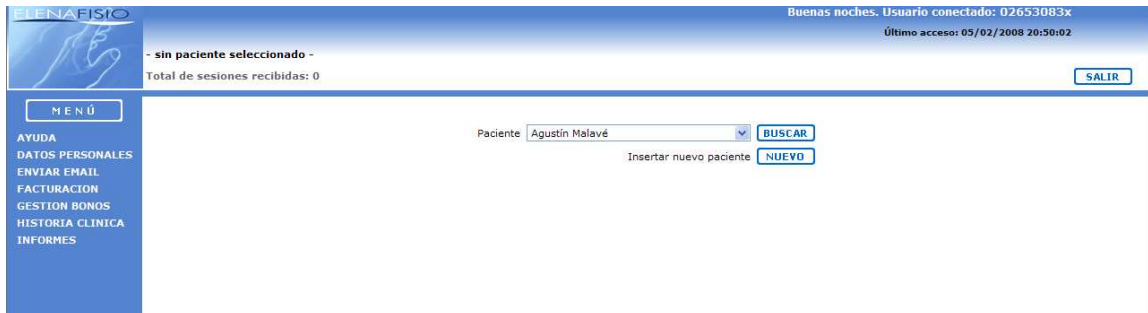 ELENAFISIO
Buenas noches. Usuario conectado: 02653083x
Último acceso: 05/02/2008 20:50:02
- sin paciente seleccionado -
Total de sesiones recibidas: 0
SALIR
MENÚ
AYUDA
DATOS PERSONALES
ENVIAR EMAIL
FACTURACION
GESTION BONOS
HISTORIA CLINICA
INFORMES
Paciente Agustín Malavé BUSCAR
Insertar nuevo paciente NUEVO